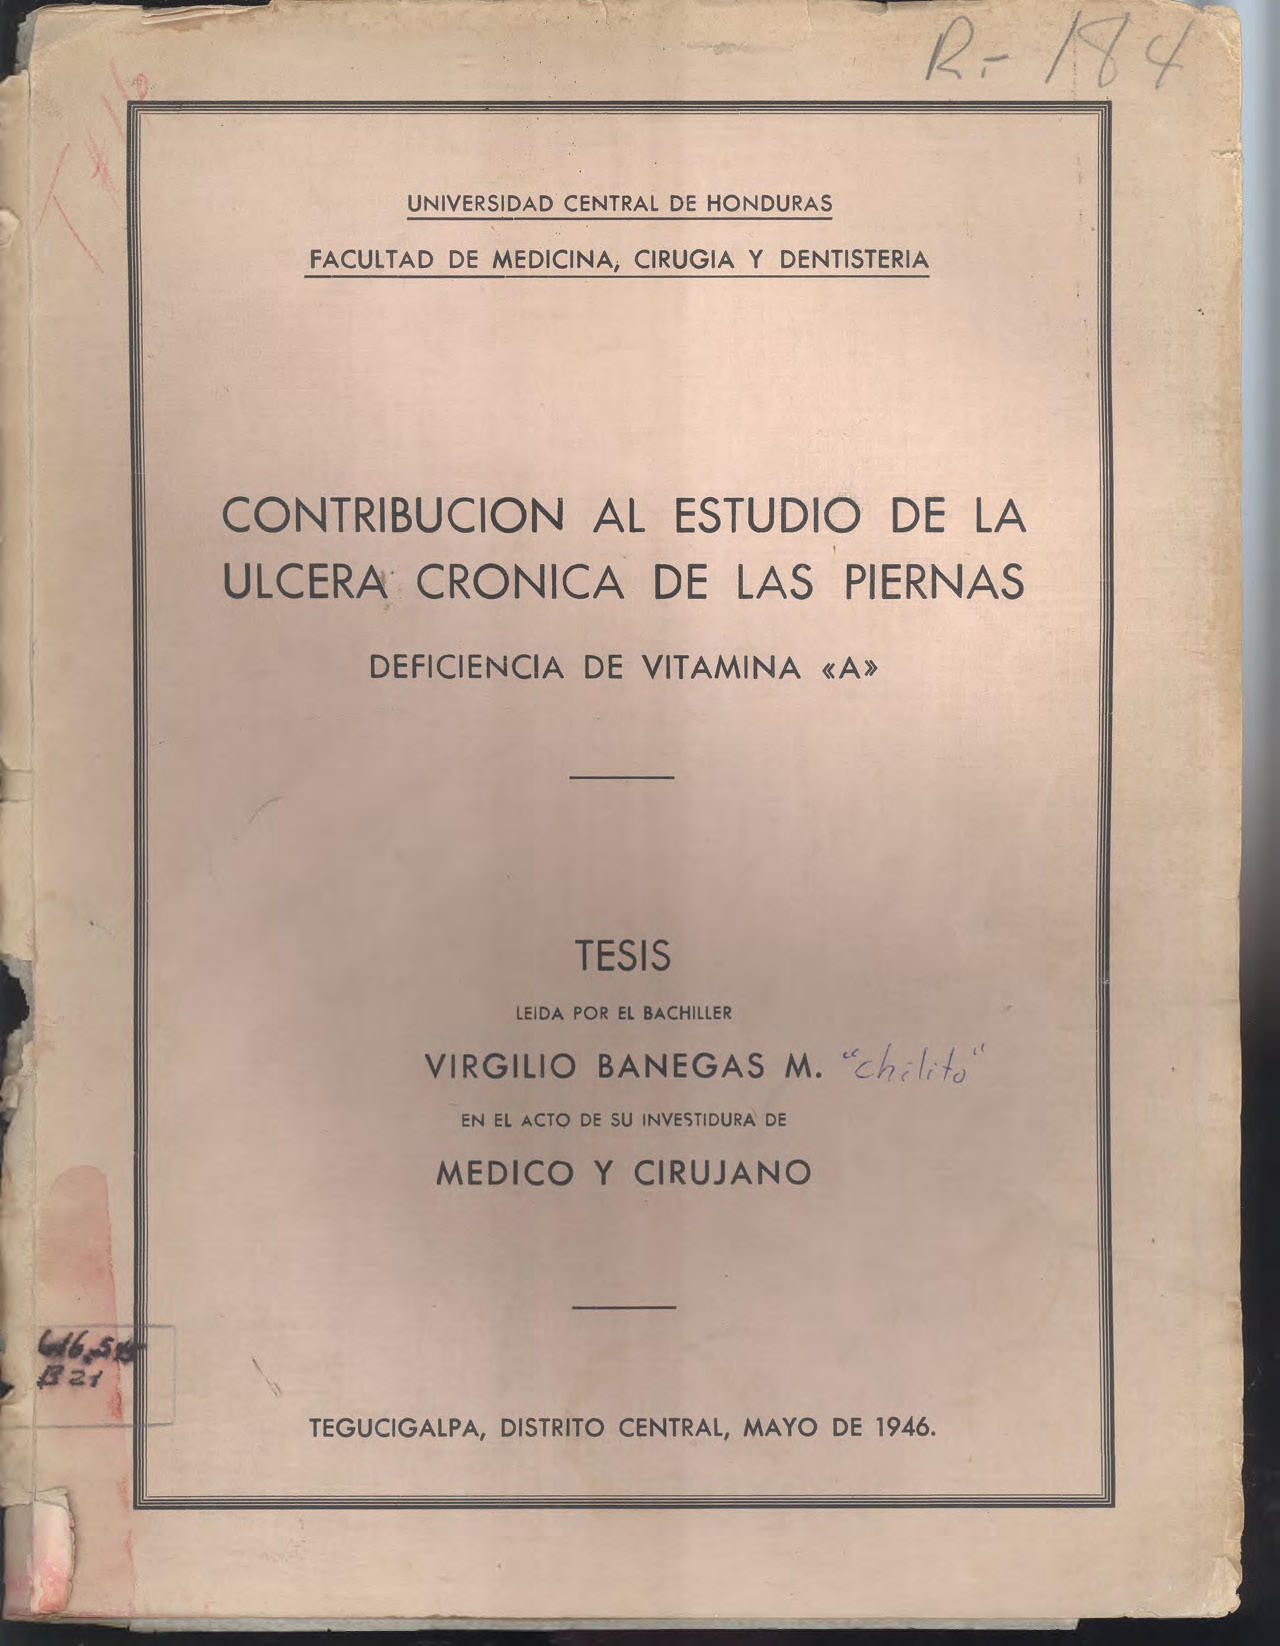 R.- 184
T # 16
UNIVERSIDAD CENTRAL DE HONDURAS
FACULTAD DE MEDICINA, CIRUGIA Y DENTISTERIA
CONTRIBUCION AL ESTUDIO DE LA
ULCERA CRONICA DE LAS PIERNAS
DEFICIENCIA DE VITAMINA «A»
TESIS
LEIDA POR EL BACHILLER
VIRGILIO BANEGAS M. "chilito"
EN EL ACTO DE SU INVESTIDURA DE
MEDICO Y CIRUJANO
B21
TEGUCIGALPA, DISTRITO CENTRAL, MAYO DE 1946.